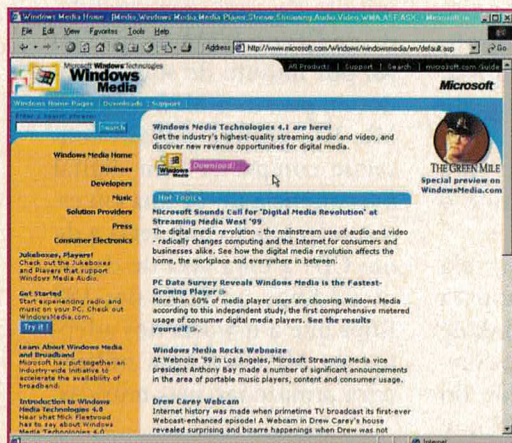 Windows Media Home - (Media,Windows Media,Media Player,Stream,Streaming,Audio,Video,WMA,ASF,ASX,
File Edit View Favorites Tools Help
Address http://www.microsoft.com/Windows/windowsmedia/en/default.asp Go
All Products | Support | Search | microsoft.com Guide
Microsoft Windows Technologies
Windows Media
Microsoft
Windows Home Pages | Downloads | Support |
Search
Windows Media Home
Business
Developers
Music
Solution Providers
Press
Consumer Electronics
Jukeboxes, Players!
Check out the Jukeboxes
and Players that support
Windows Media Audio.
Get Started
Start experiencing radio and
music on your PC. Check out
WindowsMedia.com.
Try it!
Learn About Windows Media
and Broadband
Microsoft has put together an
industry-wide initiative to
accelerate the availability of
broadband.
Introduction to Windows
Media Technologies 4.0
Hear what Mick Fleetwood
has to say about Windows
Media Technologies 4.0
Windows Media Technologies 4.1 are here!
Get the industry's highest-quality streaming audio and video, and
discover new revenue opportunities for digital media.
Windows Media
Download!
THE GREEN MILE
Special preview on
WindowsMedia.com
Hot Topics
Microsoft Sounds Call for 'Digital Media Revolution' at
Streaming Media West '99
The digital media revolution - the mainstream use of audio and video
- radically changes computing and the Internet for consumers and
businesses alike. See how the digital media revolution affects the
home, the workplace and everywhere in between.
PC Data Survey Reveals Windows Media is the Fastest-
Growing Player
More than 60% of media player users are choosing Windows Media
according to this independent study, the first comprehensive metered
usage of consumer digital media players. See the results
yourself
Windows Media Rocks Webnoize
At Webnoize '99 in Los Angeles, Microsoft Streaming Media vice
president Anthony Bay made a number of significant announcements
in the area of portable music players, content and consumer usage.
Drew Carey Webcam
Internet history was made when primetime TV broadcast its first-ever
Webcast-enhanced episode! A Webcam in Drew Carey's house
revealed surprising and bizarre happenings when Drew was not
Internet